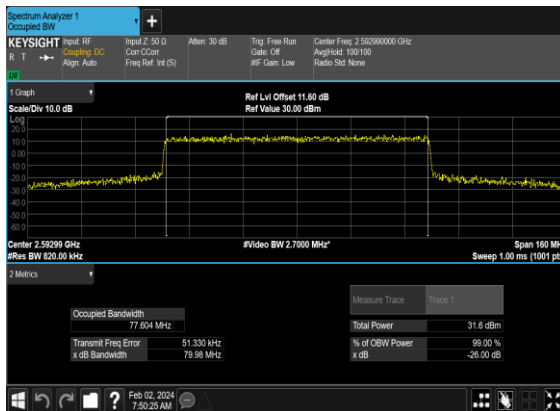 Spectrum Analyzer 1
Occupied BW
+
KEYSIGHT Input: RF Input Z: 50 Ω Atten: 30 dB Trig: Free Run Center Freq: 2.592990000 GHz
R T Coupling: DC Corr CCorr Gate: Off Avg|Hold: 100/100
Align: Auto Freq Ref: Int (S) #IF Gain: Low Radio Std: None
1 Graph
Ref Lvl Offset 11.60 dB
Scale/Div 10.0 dB Ref Value 30.00 dBm
Log
20.0
10.0
0.00
-10.0
-20.0
-30.0
-40.0
-50.0
-60.0
Center 2.59299 GHz #Video BW 2.7000 MHz* Span 160 MH
#Res BW 820.00 kHz Sweep 1.00 ms (1001 pt
2 Metrics
Measure Trace Trace 1
Occupied Bandwidth
77.604 MHz Total Power 31.6 dBm
Transmit Freq Error 51.330 kHz % of OBW Power 99.00 %
x dB Bandwidth 79.98 MHz x dB -26.00 dB
? Feb 02, 2024
7:50:25 AM